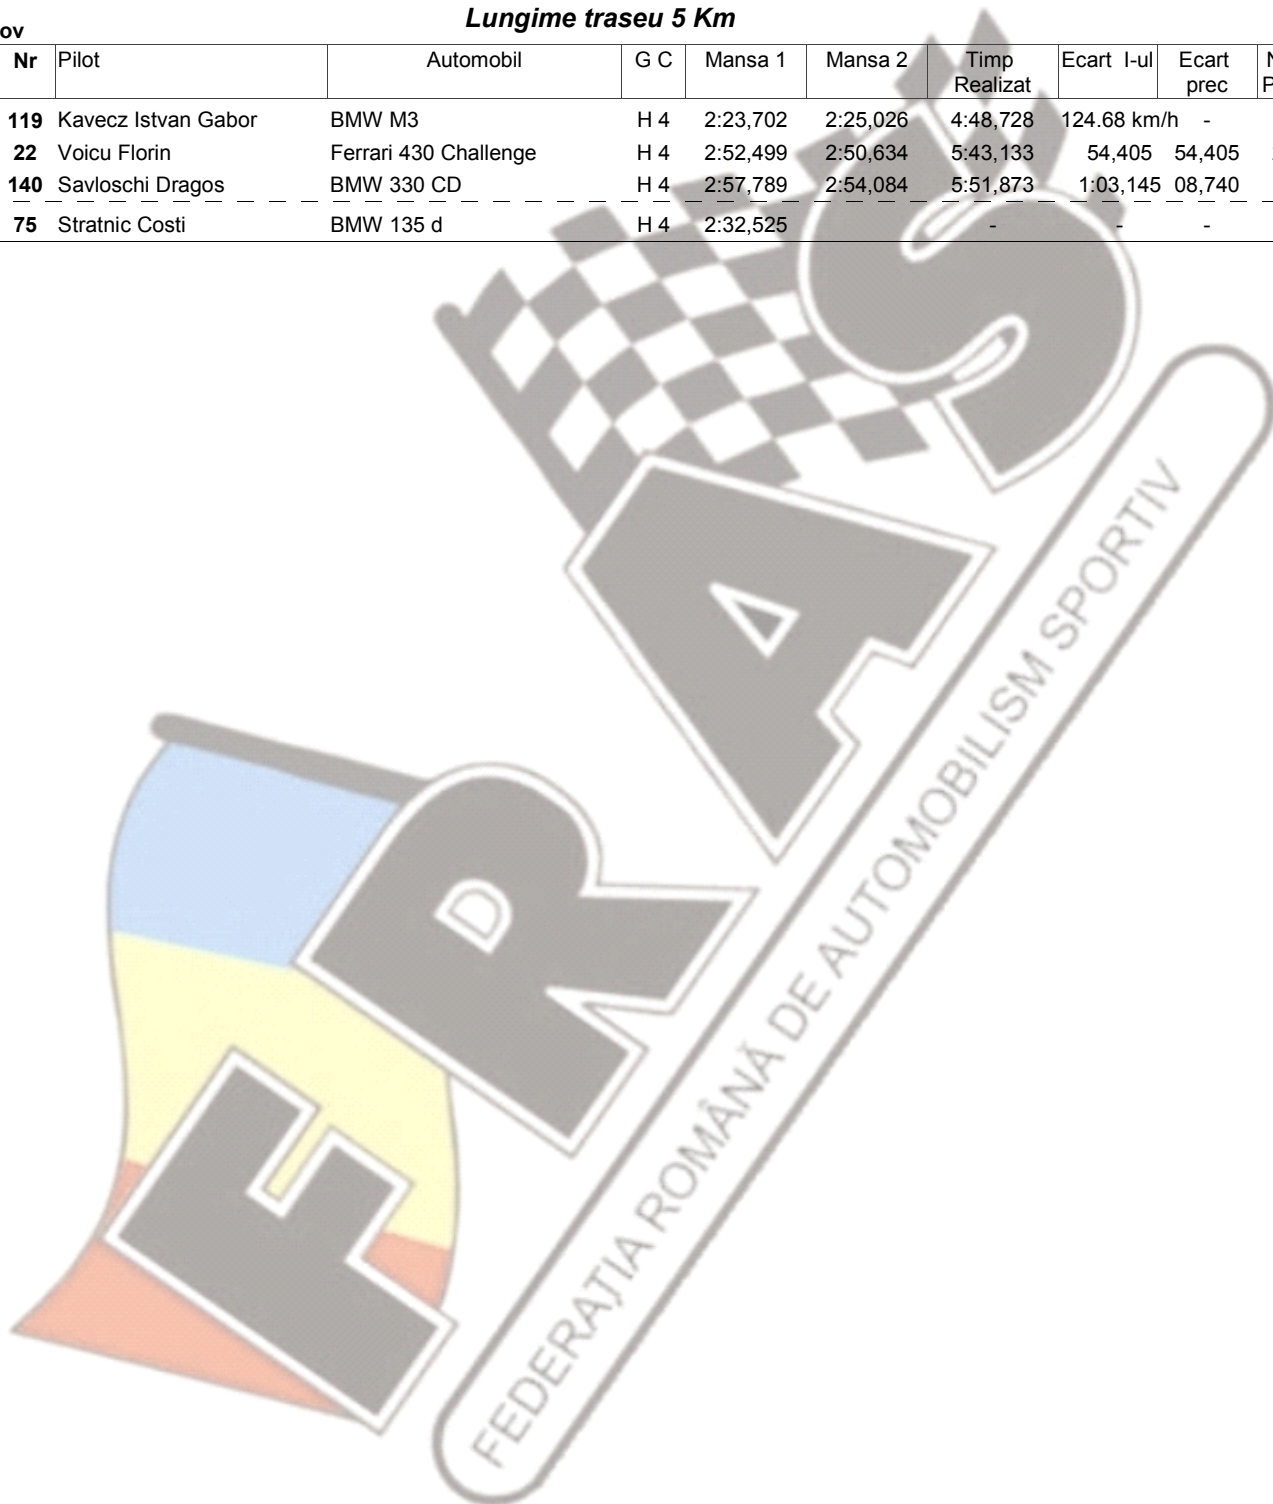 Lungime traseu 5 Km
ov
Nr Pilot Automobil G C Mansa 1 Mansa 2 Timp Realizat Ecart I-ul Ecart prec
119 Kavecz Istvan Gabor BMW M3 H 4 2:23,702 2:25,026 4:48,728 124.68 km/h -
22 Voicu Florin Ferrari 430 Challenge H 4 2:52,499 2:50,634 5:43,133 54,405 54,405
140 Savloschi Dragos BMW 330 CD H 4 2:57,789 2:54,084 5:51,873 1:03,145 08,740
75 Stratnic Costi BMW 135 d H 4 2:32,525 - - -
FRAS
FEDERAȚIA ROMÂNĂ DE AUTOMOBILISM SPORTIV